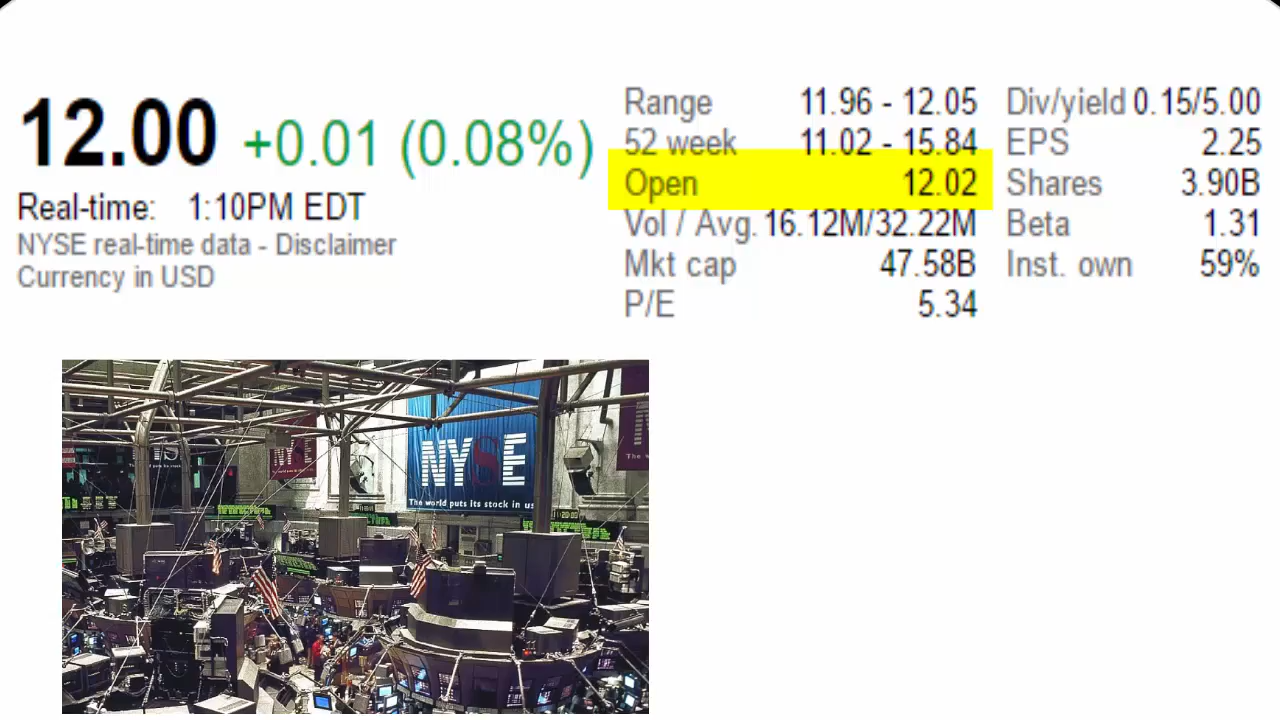 12.00 +0.01 (0.08%)
Real-time: 1:10PM EDT
NYSE real-time data - Disclaimer
Currency in USD
Range 11.96 - 12.05
52 week 11.02 - 15.84
Open 12.02
Vol / Avg. 16.12M/32.22M
Mkt cap 47.58B
P/E 5.34
Div/yield 0.15/5.00
EPS 2.25
Shares 3.90B
Beta 1.31
Inst. own 59%
NYSE
The world puts its stock in us